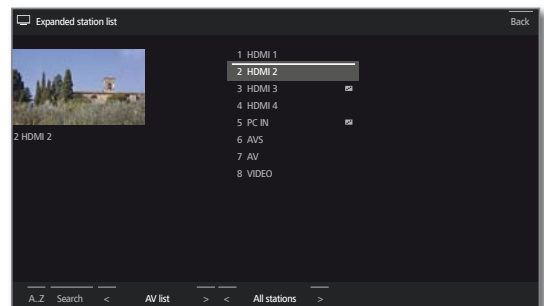 Expanded station list
Back
1 HDMI 1
2 HDMI 2
3 HDMI 3
4 HDMI 4
5 PC IN
6 AVS
7 AV
8 VIDEO
2 HDMI 2
A..Z Search < AV list > < All stations >